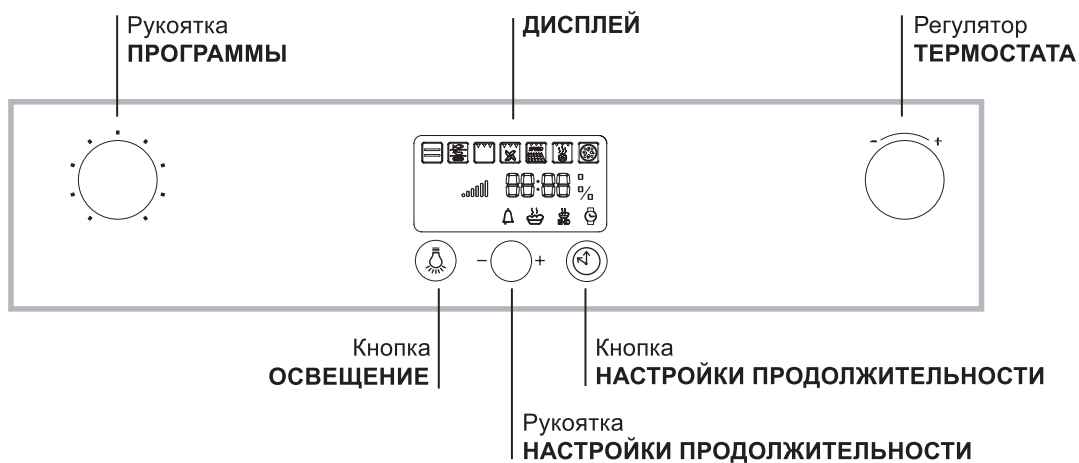 Рукоятка
ПРОГРАММЫ
ДИСПЛЕЙ
Регулятор
ТЕРМОСТАТА
- +
88:88 %
- +
Кнопка
ОСВЕЩЕНИЕ
Кнопка
НАСТРОЙКИ ПРОДОЛЖИТЕЛЬНОСТИ
Рукоятка
НАСТРОЙКИ ПРОДОЛЖИТЕЛЬНОСТИ